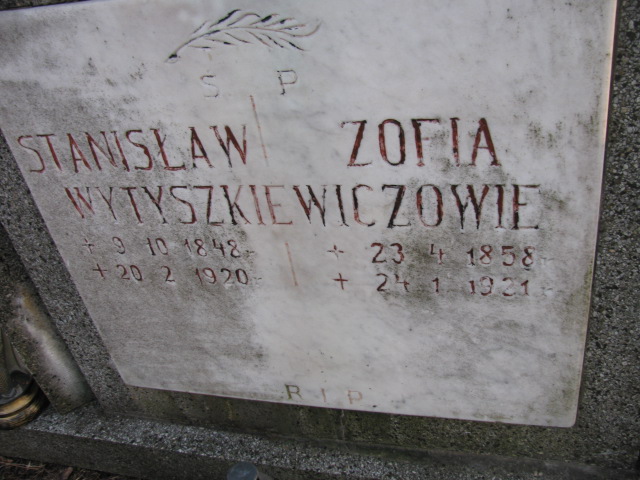 S P
STANISŁAW ZOFIA
WYTYSZKIEWICZOWIE
+ 9 10 1848 + 23 4 1858
+ 20 2 1920 + 24 1 1931
R I P